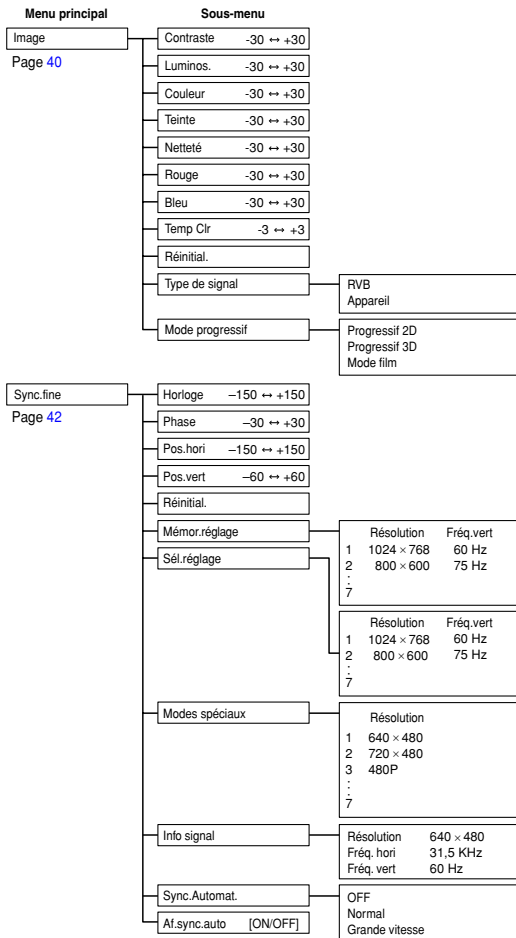 Menu principal Sous-menu
Image
Page 40
Contraste -30 ↔ +30
Luminos. -30 ↔ +30
Couleur -30 ↔ +30
Teinte -30 ↔ +30
Netteté -30 ↔ +30
Rouge -30 ↔ +30
Bleu -30 ↔ +30
Temp Clr -3 ↔ +3
Réinitial.
Type de signal
RVB
Appareil
Mode progressif
Progressif 2D
Progressif 3D
Mode film
Sync.fine
Page 42
Horloge –150 ↔ +150
Phase –30 ↔ +30
Pos.hori –150 ↔ +150
Pos.vert –60 ↔ +60
Réinitial.
Mémor.réglage
Résolution Fréq.vert
1 1024 × 768 60 Hz
2 800 × 600 75 Hz
:
7
Sél.réglage
Résolution Fréq.vert
1 1024 × 768 60 Hz
2 800 × 600 75 Hz
:
7
Modes spéciaux
Résolution
1 640 × 480
2 720 × 480
3 480P
:
7
Info signal
Résolution 640 × 480
Fréq. hori 31,5 KHz
Fréq. vert 60 Hz
Sync.Automat.
OFF
Normal
Grande vitesse
Af.sync.auto [ON/OFF]